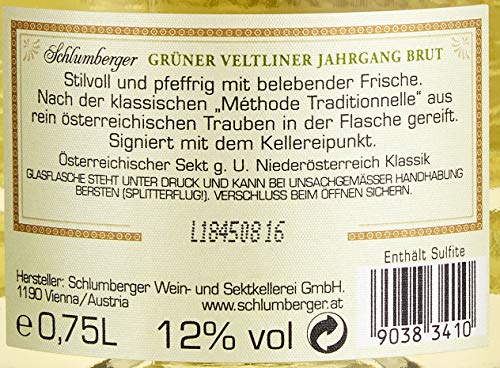 Schlumberger GRÜNER VELTLINER JAHRGANG BRUT
Stilvoll und pfeffrig mit belebender Frische.
Nach der klassischen „Méthode Traditionnelle" aus
rein österreichischen Trauben in der Flasche gereift.
Signiert mit dem Kellereipunkt.
Österreichischer Sekt g. U. Niederösterreich Klassik
GLASFLASCHE STEHT UNTER DRUCK UND KANN BEI UNSACHGEMÄSSER HANDHABUNG
BERSTEN (SPLITTERFLUG!). VERSCHLUSS BEIM ÖFFNEN SICHERN.
L18450816
Enthält Sulfite
Hersteller: Schlumberger Wein- und Sektkellerei GmbH.
1190 Vienna/Austria www.schlumberger.at
e 0,75L 12% vol
9038 3410